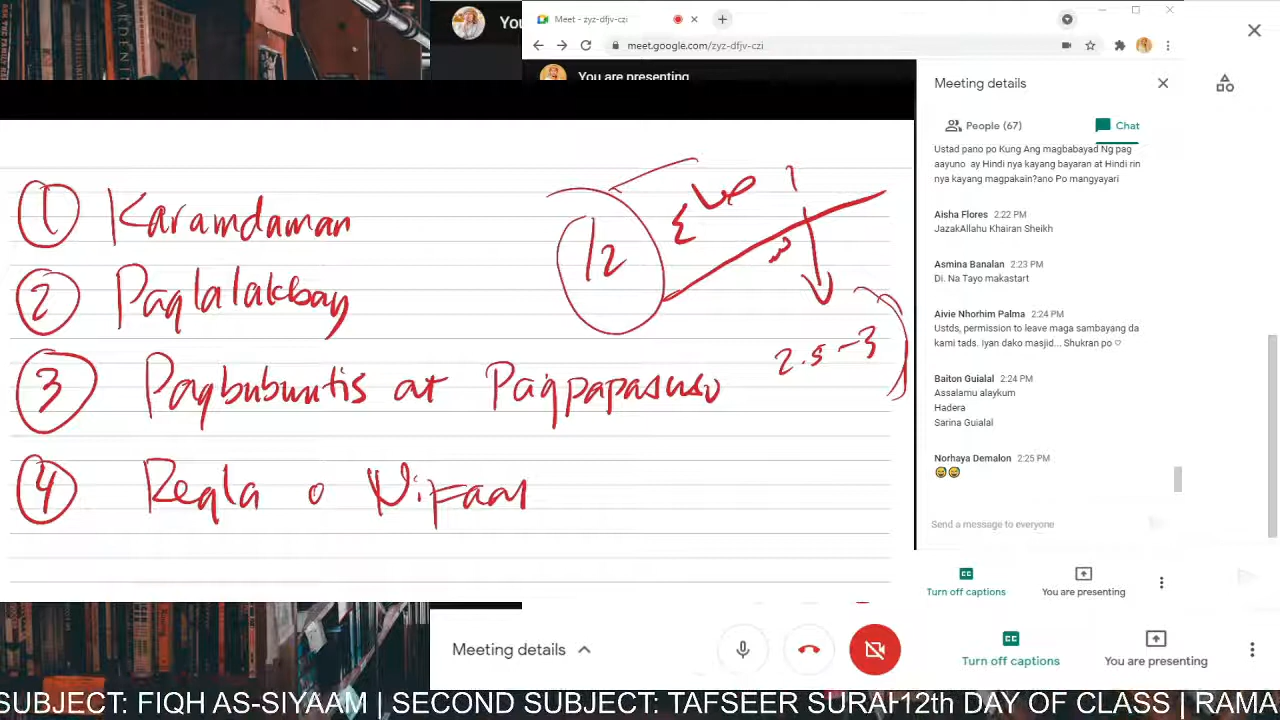 You
Meet - zyz-dfjv-czi
meet.google.com/zyz-dfjv-czi
You are presenting
Meeting details
People (67)
Chat
Ustad pano po Kung Ang magbabayad Ng pag
aayuno ay Hindi nya kayang bayaran at Hindi rin
nya kayang magpakain?ano Po mangyayari
Aisha Flores 2:22 PM
JazakAllahu Khairan Sheikh
Asmina Banalan 2:23 PM
Di. Na Tayo makastart
Aivie Nhorhim Palma 2:24 PM
Ustds, permission to leave maga sambayang da
kami tads. Iyan dako masjid... Shukran po ♡
Baiton Guialal 2:24 PM
Assalamu alaykum
Hadera
Sarina Guialal
Norhaya Demalon 2:25 PM
😅😅
Send a message to everyone
Turn off captions
You are presenting
1 Karamdaman
2 Paglalakbay
3 Pagbubuntis at Pagpapasuso
4 Regla o Nifaas
12
صاع
2.5 - 3
Meeting details
Turn off captions
You are presenting
SUBJECT: FIQH AS-SIYAAM | SECOND SUBJECT: TAFSEER SURAH
12th DAY OF CLASS | RAMA